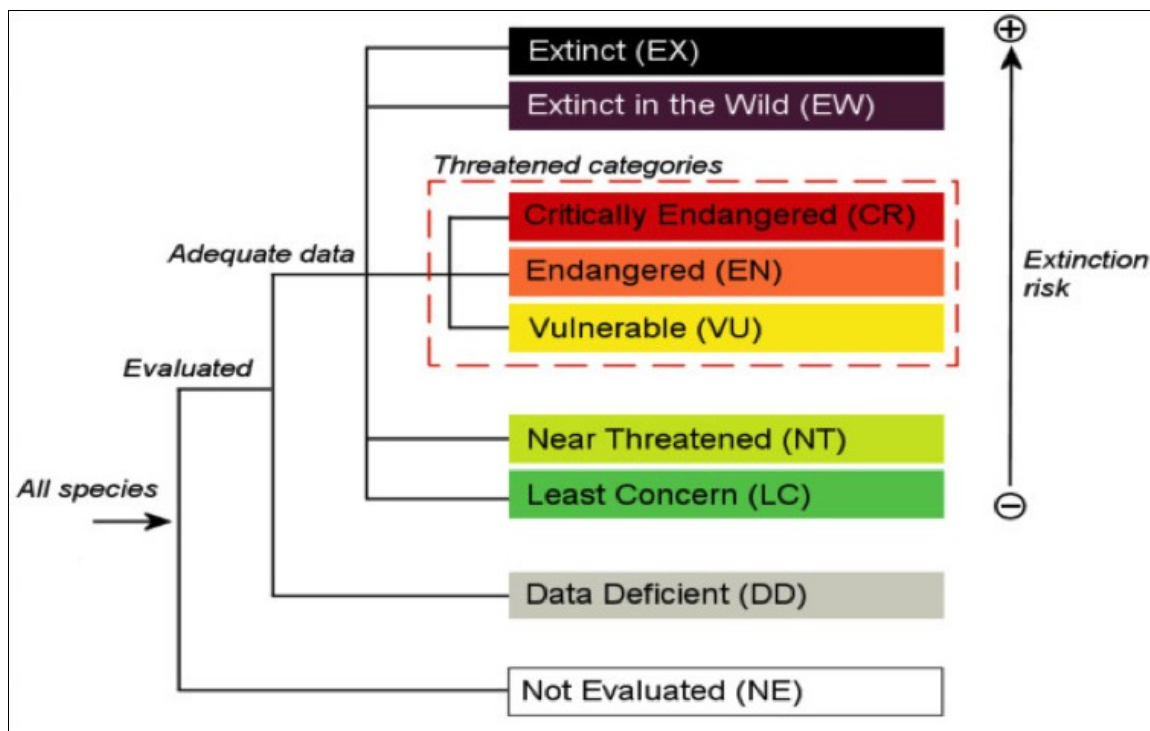 Extinct (EX)
Extinct in the Wild (EW)
Threatened categories
Critically Endangered (CR)
Adequate data
Endangered (EN)
Extinction
risk
Vulnerable (VU)
Evaluated
Near Threatened (NT)
All species
Least Concern (LC)
Data Deficient (DD)
Not Evaluated (NE)